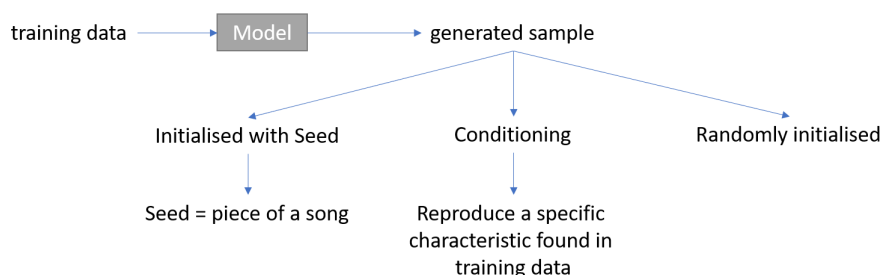 training data
Model
generated sample
Initialised with Seed
Conditioning
Randomly initialised
Seed = piece of a song
Reproduce a specific
characteristic found in
training data